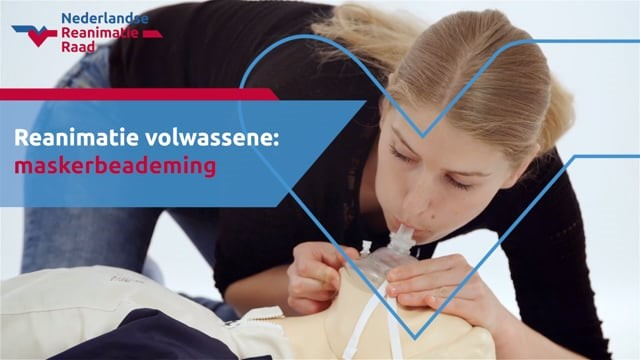 Nederlandse
Reanimatie
Raad
Reanimatie volwassene:
maskerbeademing